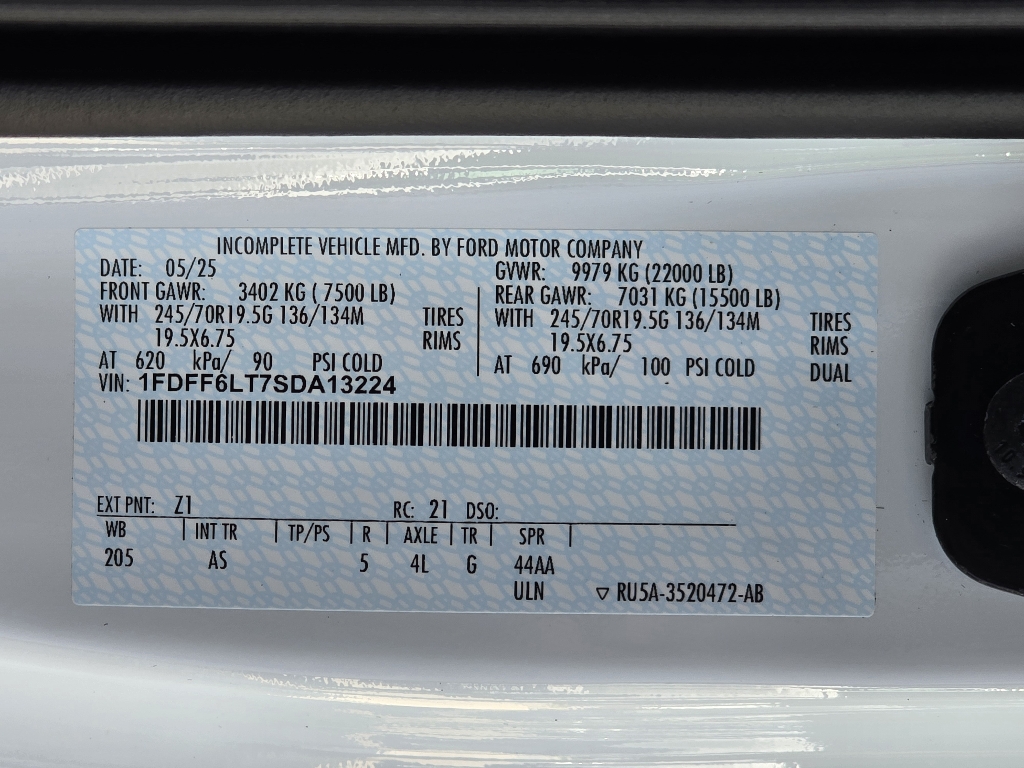 INCOMPLETE VEHICLE MFD. BY FORD MOTOR COMPANY
DATE: 05/25 GVWR: 9979 KG (22000 LB)
FRONT GAWR: 3402 KG ( 7500 LB) REAR GAWR: 7031 KG (15500 LB)
WITH 245/70R19.5G 136/134M TIRES WITH 245/70R19.5G 136/134M TIRES
19.5X6.75 RIMS 19.5X6.75 RIMS
AT 620 kPa/ 90 PSI COLD AT 690 kPa/ 100 PSI COLD DUAL
VIN: 1FDFF6LT7SDA13224
EXT PNT: Z1 RC: 21 DSO:
WB INT TR TP/PS R AXLE TR SPR
205 AS 5 4L G 44AA
ULN ▽ RU5A-3520472-AB